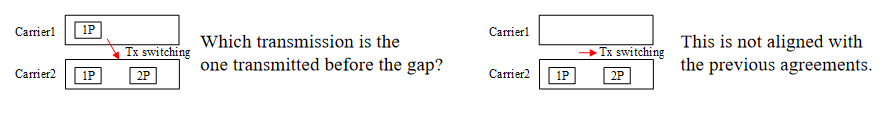 Carrier1 1P
Tx switching
Carrier2 1P 2P
Which transmission is the
one transmitted before the gap?
Carrier1
Tx switching
Carrier2 1P 2P
This is not aligned with
the previous agreements.